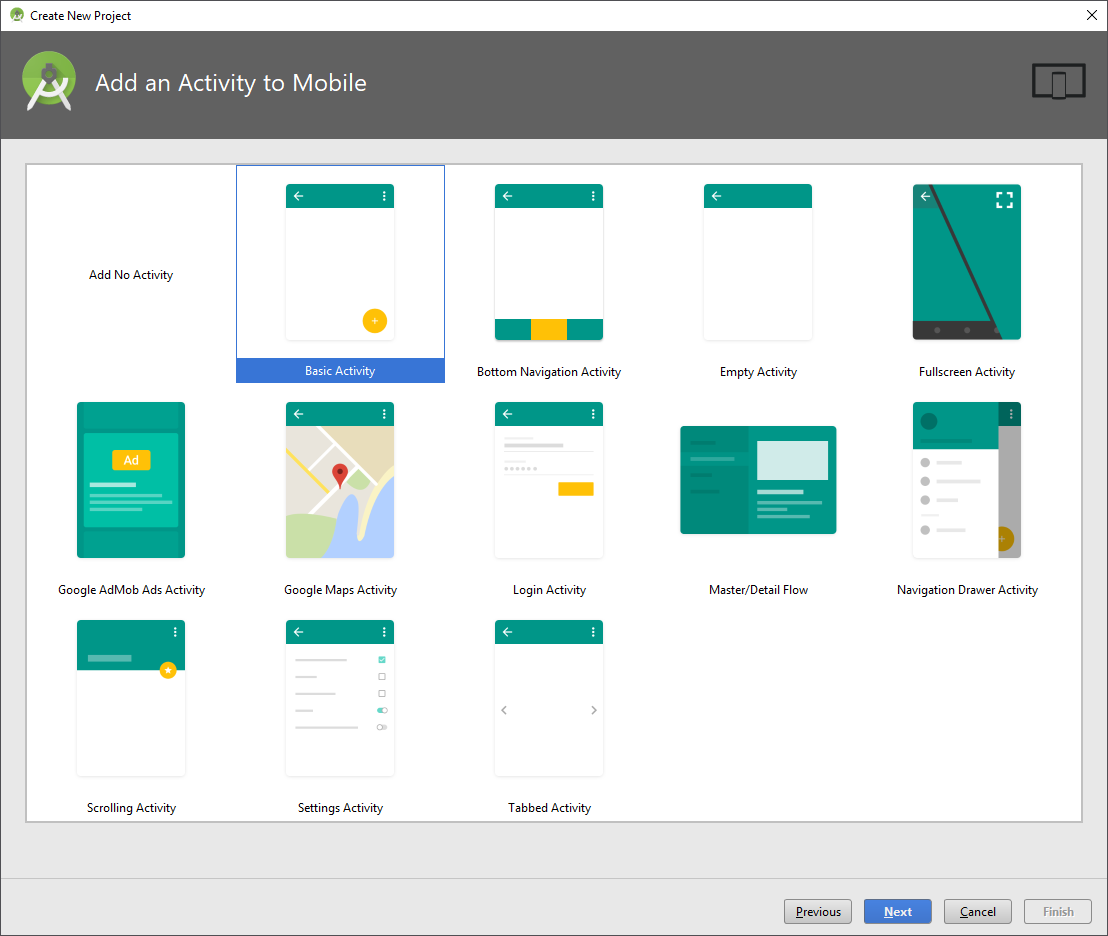 Create New Project
Add an Activity to Mobile
Add No Activity
Basic Activity
Bottom Navigation Activity
Empty Activity
Fullscreen Activity
Ad
Google AdMob Ads Activity
Google Maps Activity
Login Activity
Master/Detail Flow
Navigation Drawer Activity
Scrolling Activity
Settings Activity
Tabbed Activity
Previous
Next
Cancel
Finish